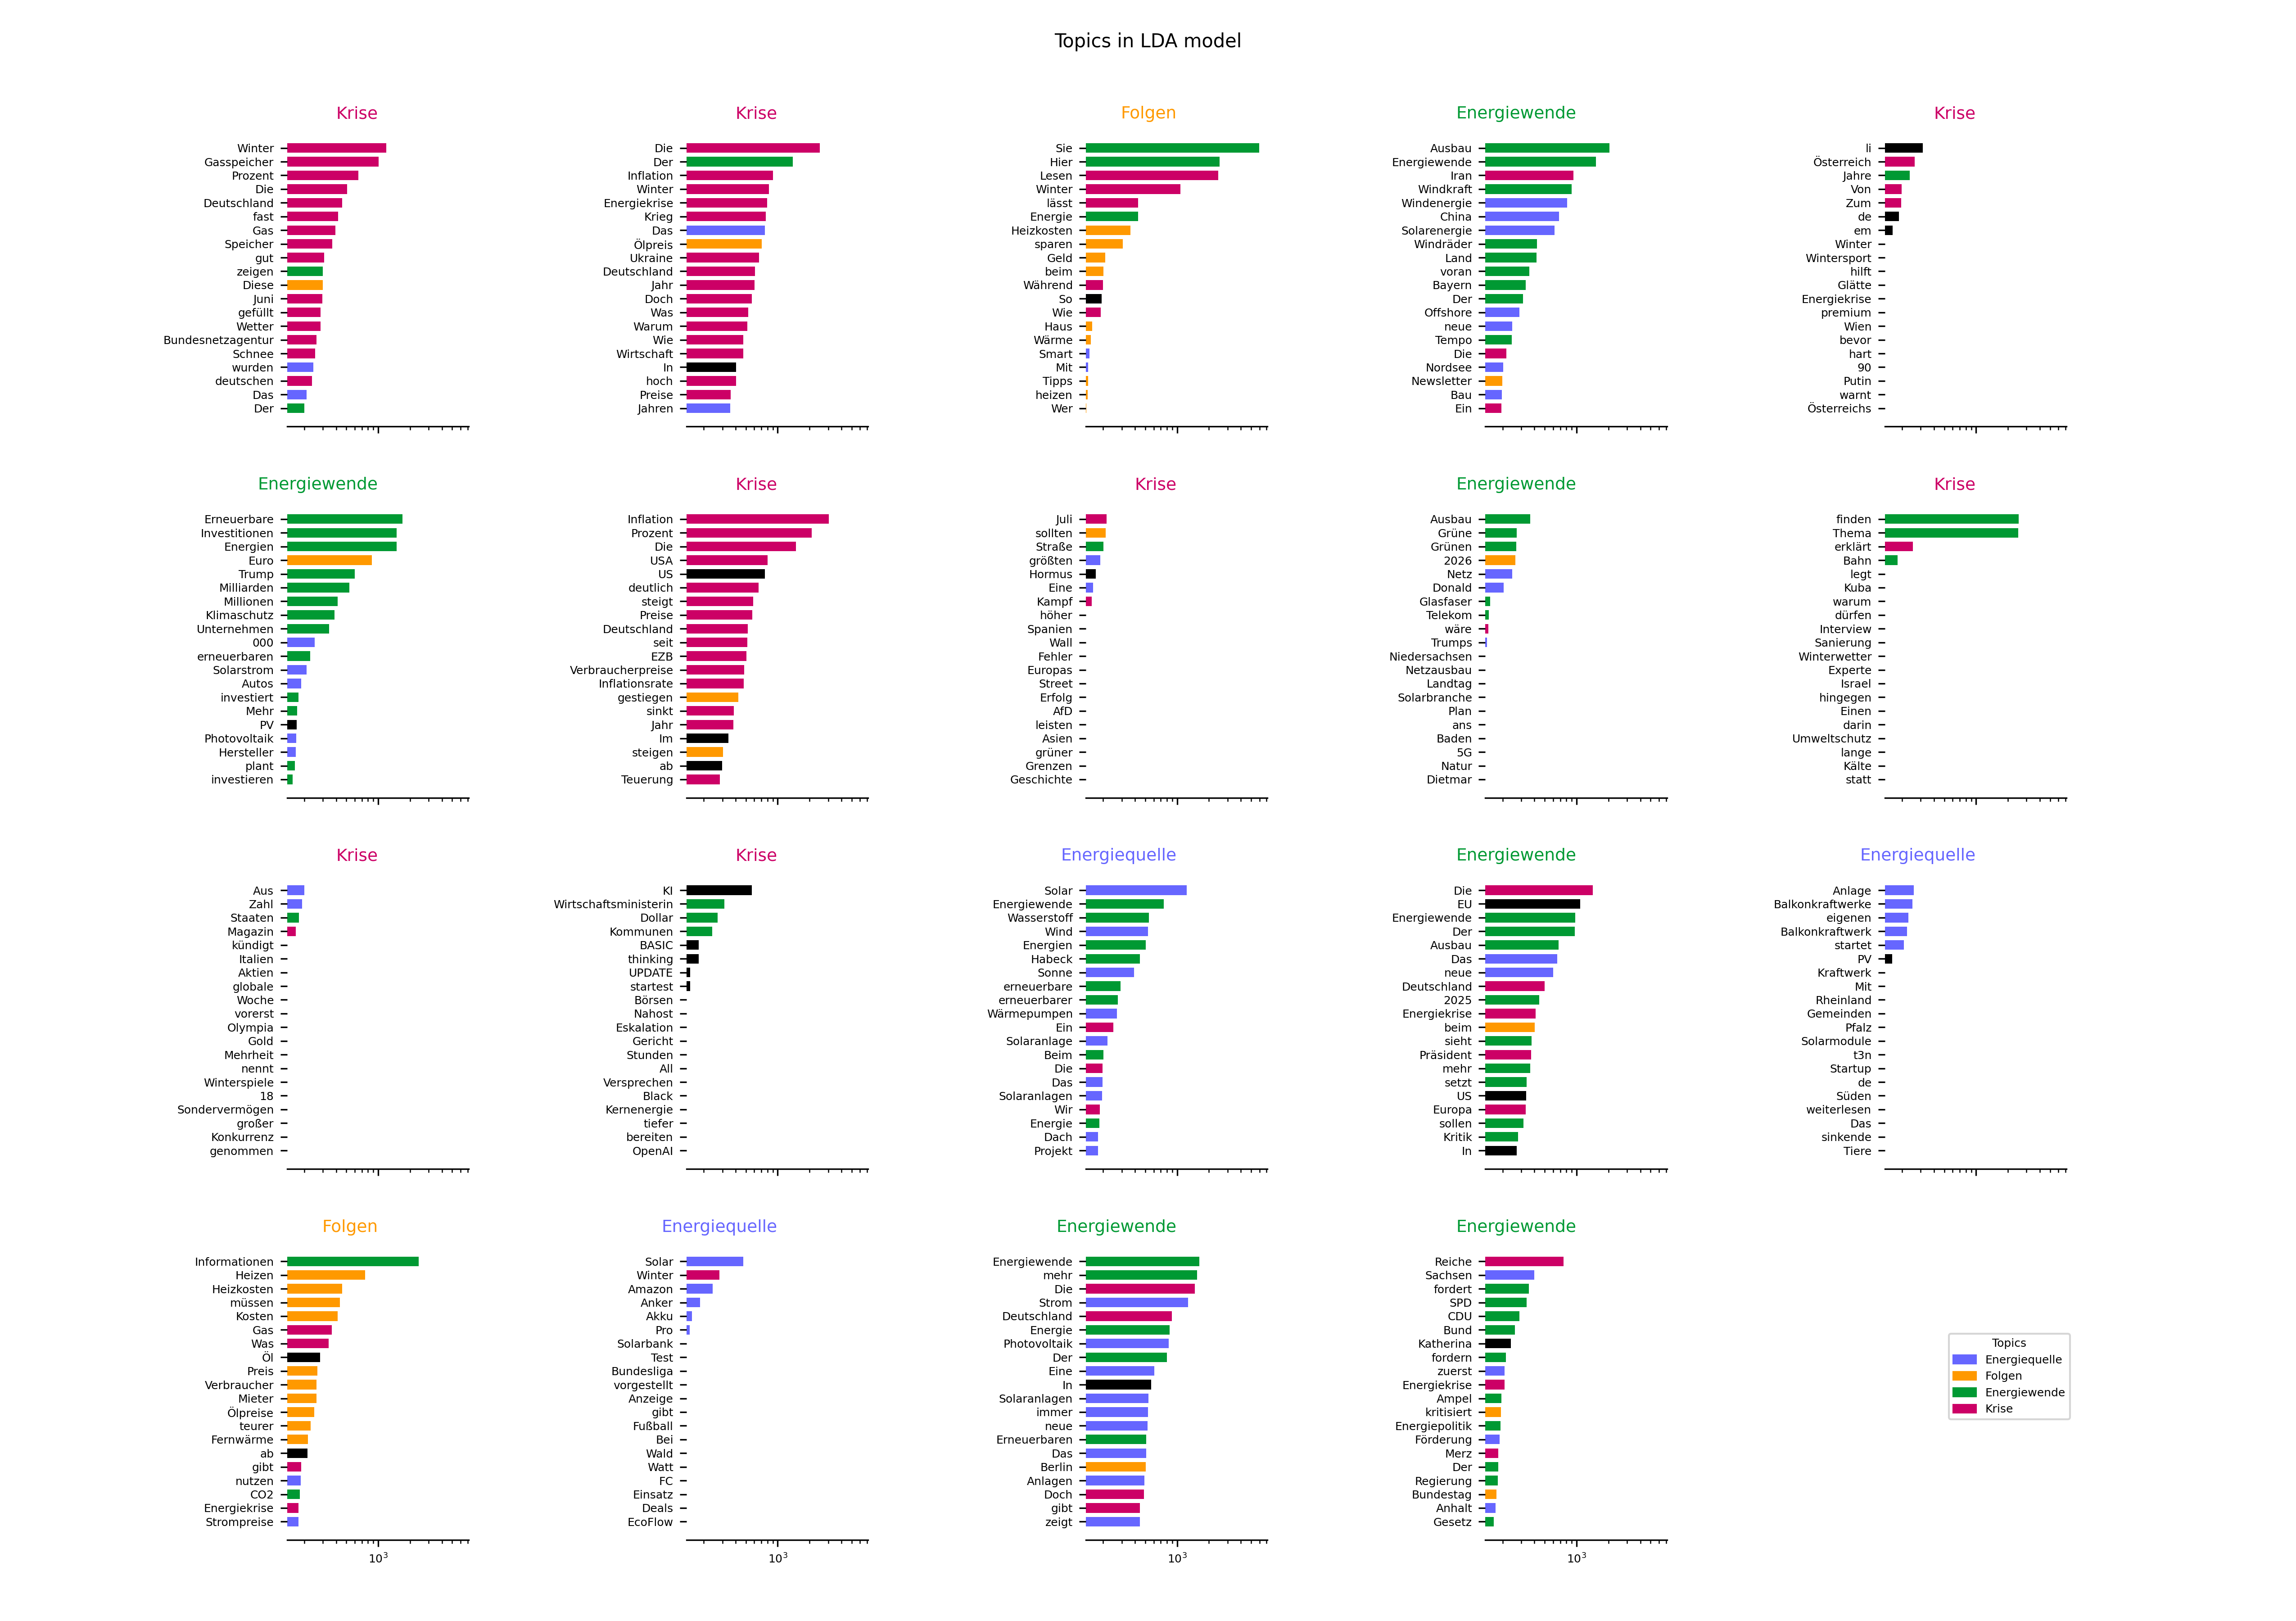 Topics in LDA model
Krise
Winter
Gasspeicher
Prozent
Die
Deutschland
fast
Gas
Speicher
gut
zeigen
Diese
Juni
gefüllt
Wetter
Bundesnetzagentur
Schnee
wurden
deutschen
Das
Der
Krise
Die
Der
Inflation
Winter
Energiekrise
Krieg
Das
Ölpreis
Ukraine
Deutschland
Jahr
Doch
Was
Warum
Wie
Wirtschaft
In
hoch
Preise
Jahren
Folgen
Sie
Hier
Lesen
Winter
lässt
Energie
Heizkosten
sparen
Geld
beim
Während
So
Wie
Haus
Wärme
Smart
Mit
Tipps
heizen
Wer
Energiewende
Ausbau
Energiewende
Iran
Windkraft
Windenergie
China
Solarenergie
Windräder
Land
voran
Bayern
Der
Offshore
neue
Tempo
Die
Nordsee
Newsletter
Bau
Ein
Krise
li
Österreich
Jahre
Von
Zum
de
em
Winter
Wintersport
hilft
Glätte
Energiekrise
premium
Wien
bevor
hart
90
Putin
warnt
Österreichs
Energiewende
Erneuerbare
Investitionen
Energien
Euro
Trump
Milliarden
Millionen
Klimaschutz
Unternehmen
000
erneuerbaren
Solarstrom
Autos
investiert
Mehr
PV
Photovoltaik
Hersteller
plant
investieren
Krise
Inflation
Prozent
Die
USA
US
deutlich
steigt
Preise
Deutschland
seit
EZB
Verbraucherpreise
Inflationsrate
gestiegen
sinkt
Jahr
Im
steigen
ab
Teuerung
Krise
Juli
sollten
Straße
größten
Hormus
Eine
Kampf
höher
Spanien
Wall
Fehler
Europas
Street
Erfolg
AfD
leisten
Asien
grüner
Grenzen
Geschichte
Energiewende
Ausbau
Grüne
Grünen
2026
Netz
Donald
Glasfaser
Telekom
wäre
Trumps
Niedersachsen
Netzausbau
Landtag
Solarbranche
Plan
ans
Baden
5G
Natur
Dietmar
Krise
finden
Thema
erklärt
Bahn
legt
Kuba
warum
dürfen
Interview
Sanierung
Winterwetter
Experte
Israel
hingegen
Einen
darin
Umweltschutz
lange
Kälte
statt
Krise
Aus
Zahl
Staaten
Magazin
kündigt
Italien
Aktien
globale
Woche
vorerst
Olympia
Gold
Mehrheit
nennt
Winterspiele
18
Sondervermögen
großer
Konkurrenz
genommen
Krise
KI
Wirtschaftsministerin
Dollar
Kommunen
BASIC
thinking
UPDATE
startest
Börsen
Nahost
Eskalation
Gericht
Stunden
All
Versprechen
Black
Kernenergie
tiefer
bereiten
OpenAI
Energiequelle
Solar
Energiewende
Wasserstoff
Wind
Energien
Habeck
Sonne
erneuerbare
erneuerbarer
Wärmepumpen
Ein
Solaranlage
Beim
Die
Das
Solaranlagen
Wir
Energie
Dach
Projekt
Energiewende
Die
EU
Energiewende
Der
Ausbau
Das
neue
Deutschland
2025
Energiekrise
beim
sieht
Präsident
mehr
setzt
US
Europa
sollen
Kritik
In
Energiequelle
Anlage
Balkonkraftwerke
eigenen
Balkonkraftwerk
startet
PV
Kraftwerk
Mit
Rheinland
Gemeinden
Pfalz
Solarmodule
t3n
Startup
de
Süden
weiterlesen
Das
sinkende
Tiere
Folgen
Informationen
Heizen
Heizkosten
müssen
Kosten
Gas
Was
Öl
Preis
Verbraucher
Mieter
Ölpreise
teurer
Fernwärme
ab
gibt
nutzen
CO2
Energiekrise
Strompreise
10³
Energiequelle
Solar
Winter
Amazon
Anker
Akku
Pro
Solarbank
Test
Bundesliga
vorgestellt
Anzeige
gibt
Fußball
Bei
Wald
Watt
FC
Einsatz
Deals
EcoFlow
10³
Energiewende
Energiewende
mehr
Die
Strom
Deutschland
Energie
Photovoltaik
Der
Eine
In
Solaranlagen
immer
neue
Erneuerbaren
Das
Berlin
Anlagen
Doch
gibt
zeigt
10³
Energiewende
Reiche
Sachsen
fordert
SPD
CDU
Bund
Katherina
fordern
zuerst
Energiekrise
Ampel
kritisiert
Energiepolitik
Förderung
Merz
Der
Regierung
Bundestag
Anhalt
Gesetz
10³
Topics
Energiequelle
Folgen
Energiewende
Krise